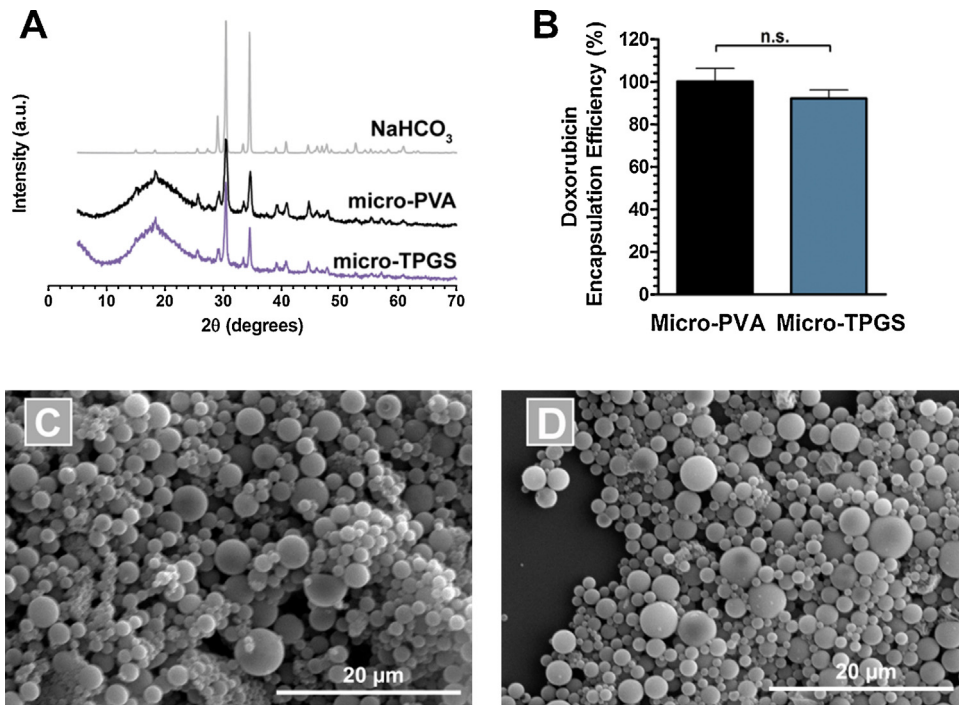 A
Intensity (a.u.)
NaHCO3
micro-PVA
micro-TPGS
0 10 20 30 40 50 60 70
2θ (degrees)
B
Doxorubicin
Encapsulation Efficiency (%)
n.s.
120
100
80
60
40
20
0
Micro-PVA Micro-TPGS
C
20 µm
D
20 µm